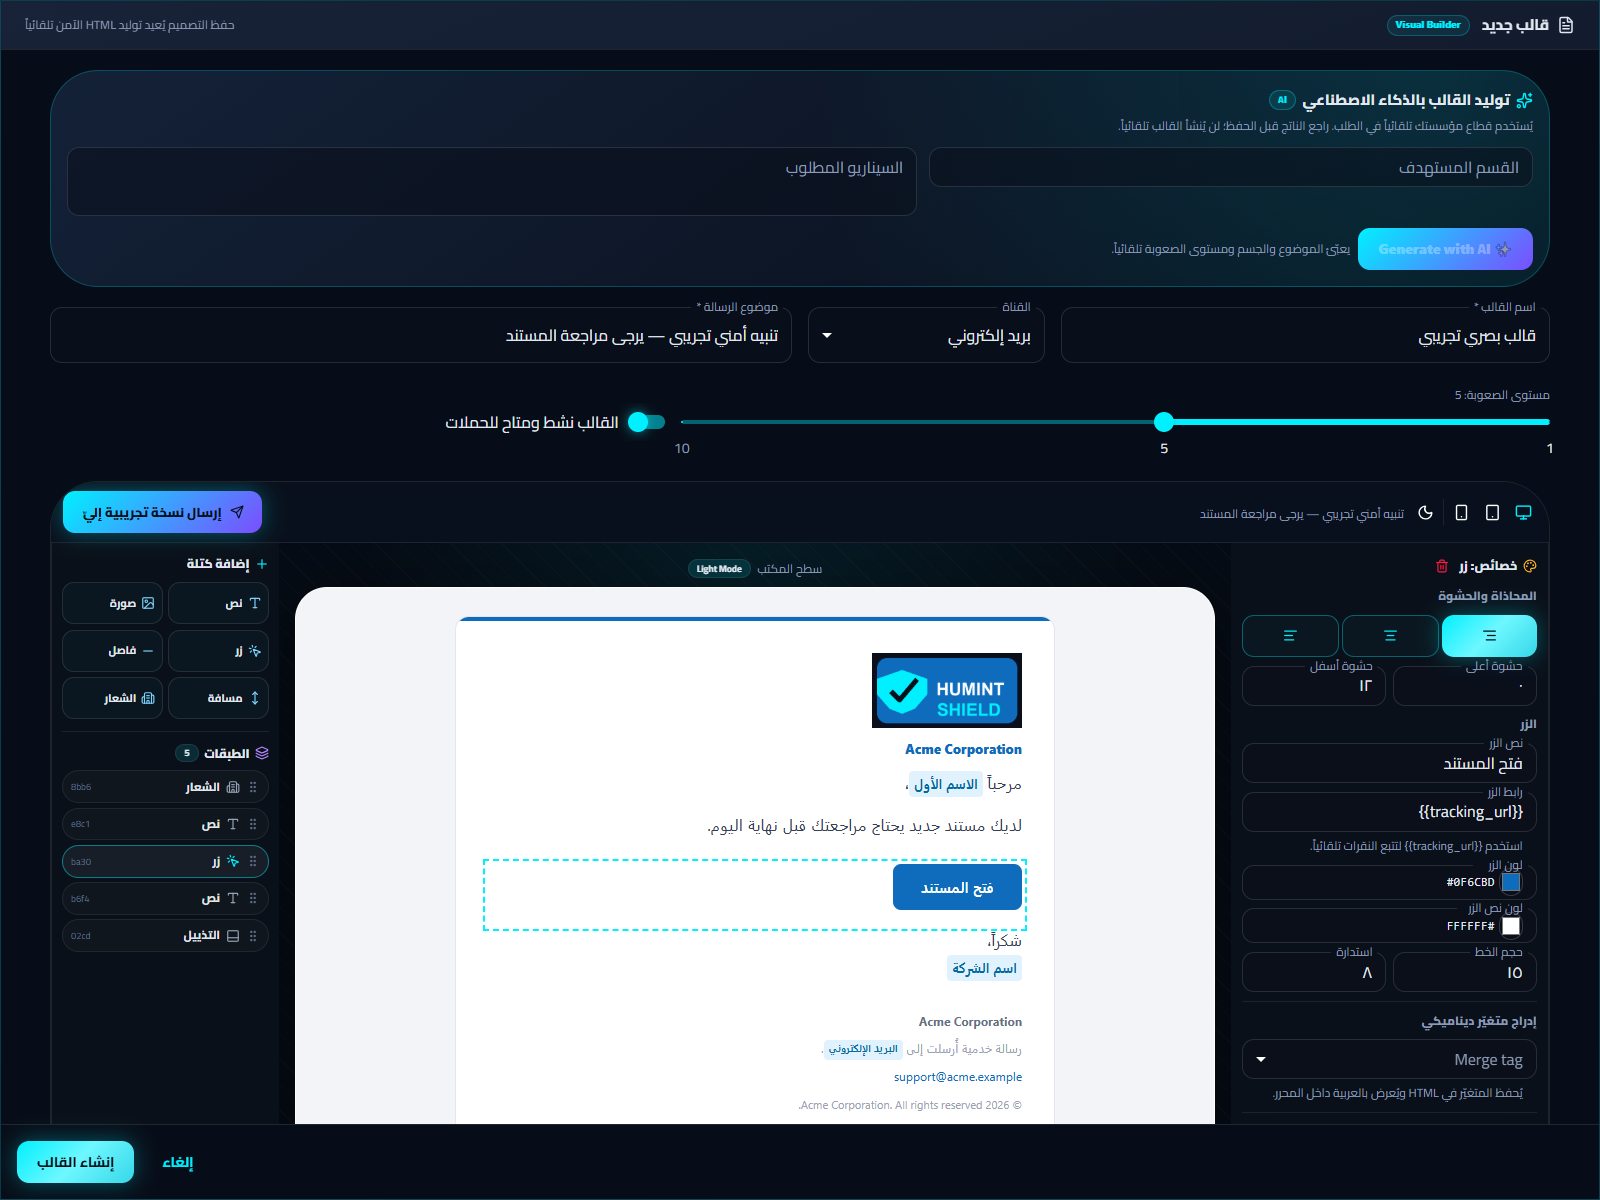 قالب جديد Visual Builder
حفظ التصميم يُعيد توليد HTML الآمن تلقائياً
توليد القالب بالذكاء الاصطناعي AI
يُستخدم قطاع مؤسستك تلقائياً في الطلب. راجع الناتج قبل الحفظ؛ لن يُنشأ القالب تلقائياً.
القسم المستهدف
السيناريو المطلوب
Generate with AI
يعبّئ الموضوع والجسم ومستوى الصعوبة تلقائياً.
اسم القالب *
قالب بصري تجريبي
القناة
بريد إلكتروني
موضوع الرسالة *
تنبيه أمني تجريبي — يرجى مراجعة المستند
مستوى الصعوبة: 5
1
5
10
القالب نشط ومتاح للحملات
تنبيه أمني تجريبي — يرجى مراجعة المستند
إرسال نسخة تجريبية إليّ
خصائص: زر
المحاذاة والحشوة
حشوة أعلى
٠
حشوة أسفل
١٢
الزر
نص الزر
فتح المستند
رابط الزر
{{tracking_url}}
استخدم {{tracking_url}} لتتبع النقرات تلقائياً.
لون الزر
#0F6CBD
لون نص الزر
FFFFFF#
حجم الخط
١٥
استدارة
٨
إدراج متغيّر ديناميكي
Merge tag
يُحفظ المتغيّر في HTML ويُعرض بالعربية داخل المحرر.
سطح المكتب Light Mode
HUMINT
SHIELD
Acme Corporation
مرحباً الاسم الأول،
لديك مستند جديد يحتاج مراجعتك قبل نهاية اليوم.
فتح المستند
شكراً،
اسم الشركة
Acme Corporation
رسالة خدمية أُرسلت إلى البريد الإلكتروني.
support@acme.example
© 2026 Acme Corporation. All rights reserved.
إضافة كتلة
نص
صورة
زر
فاصل
مسافة
الشعار
الطبقات 5
الشعار 8bb6
نص e8c1
زر ba30
نص b6f4
التذييل 02cd
إلغاء
إنشاء القالب